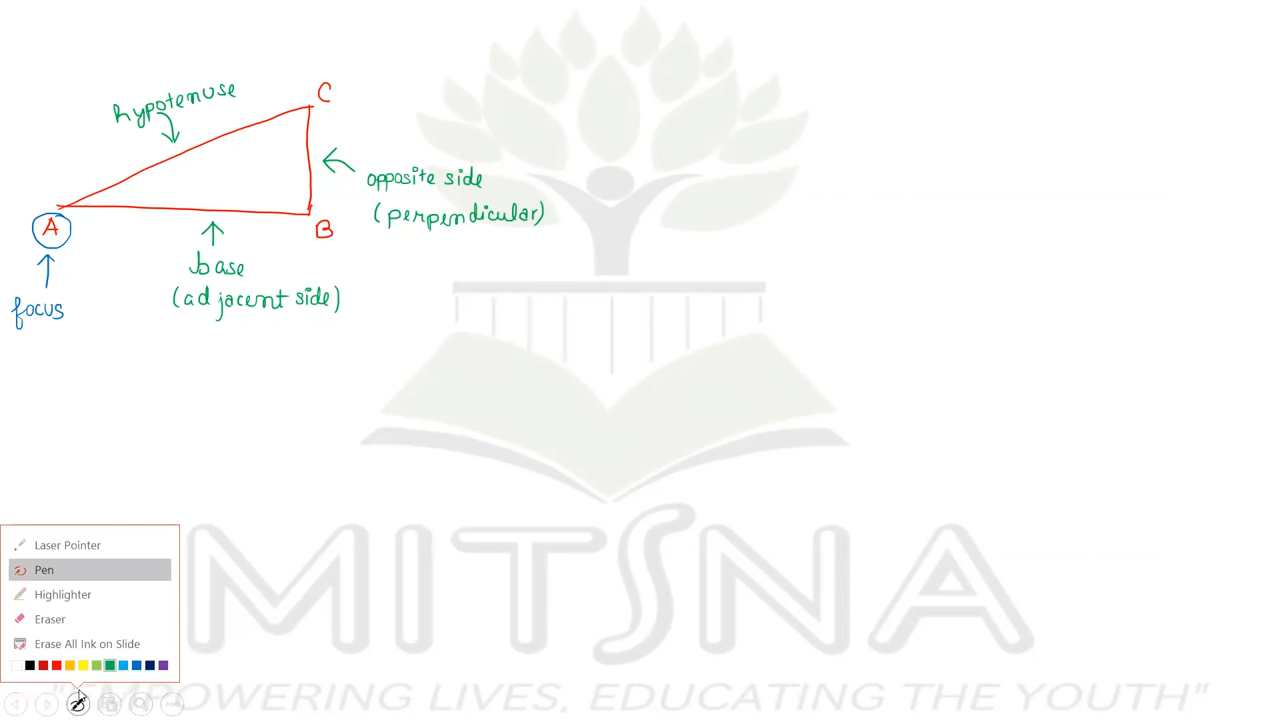 hypotenuse
C
opposite side
(perpendicular)
A
B
base
(adjacent side)
focus
Laser Pointer
Pen
Highlighter
Eraser
Erase All Ink on Slide
MITSNA
"EMPOWERING LIVES, EDUCATING THE YOUTH"